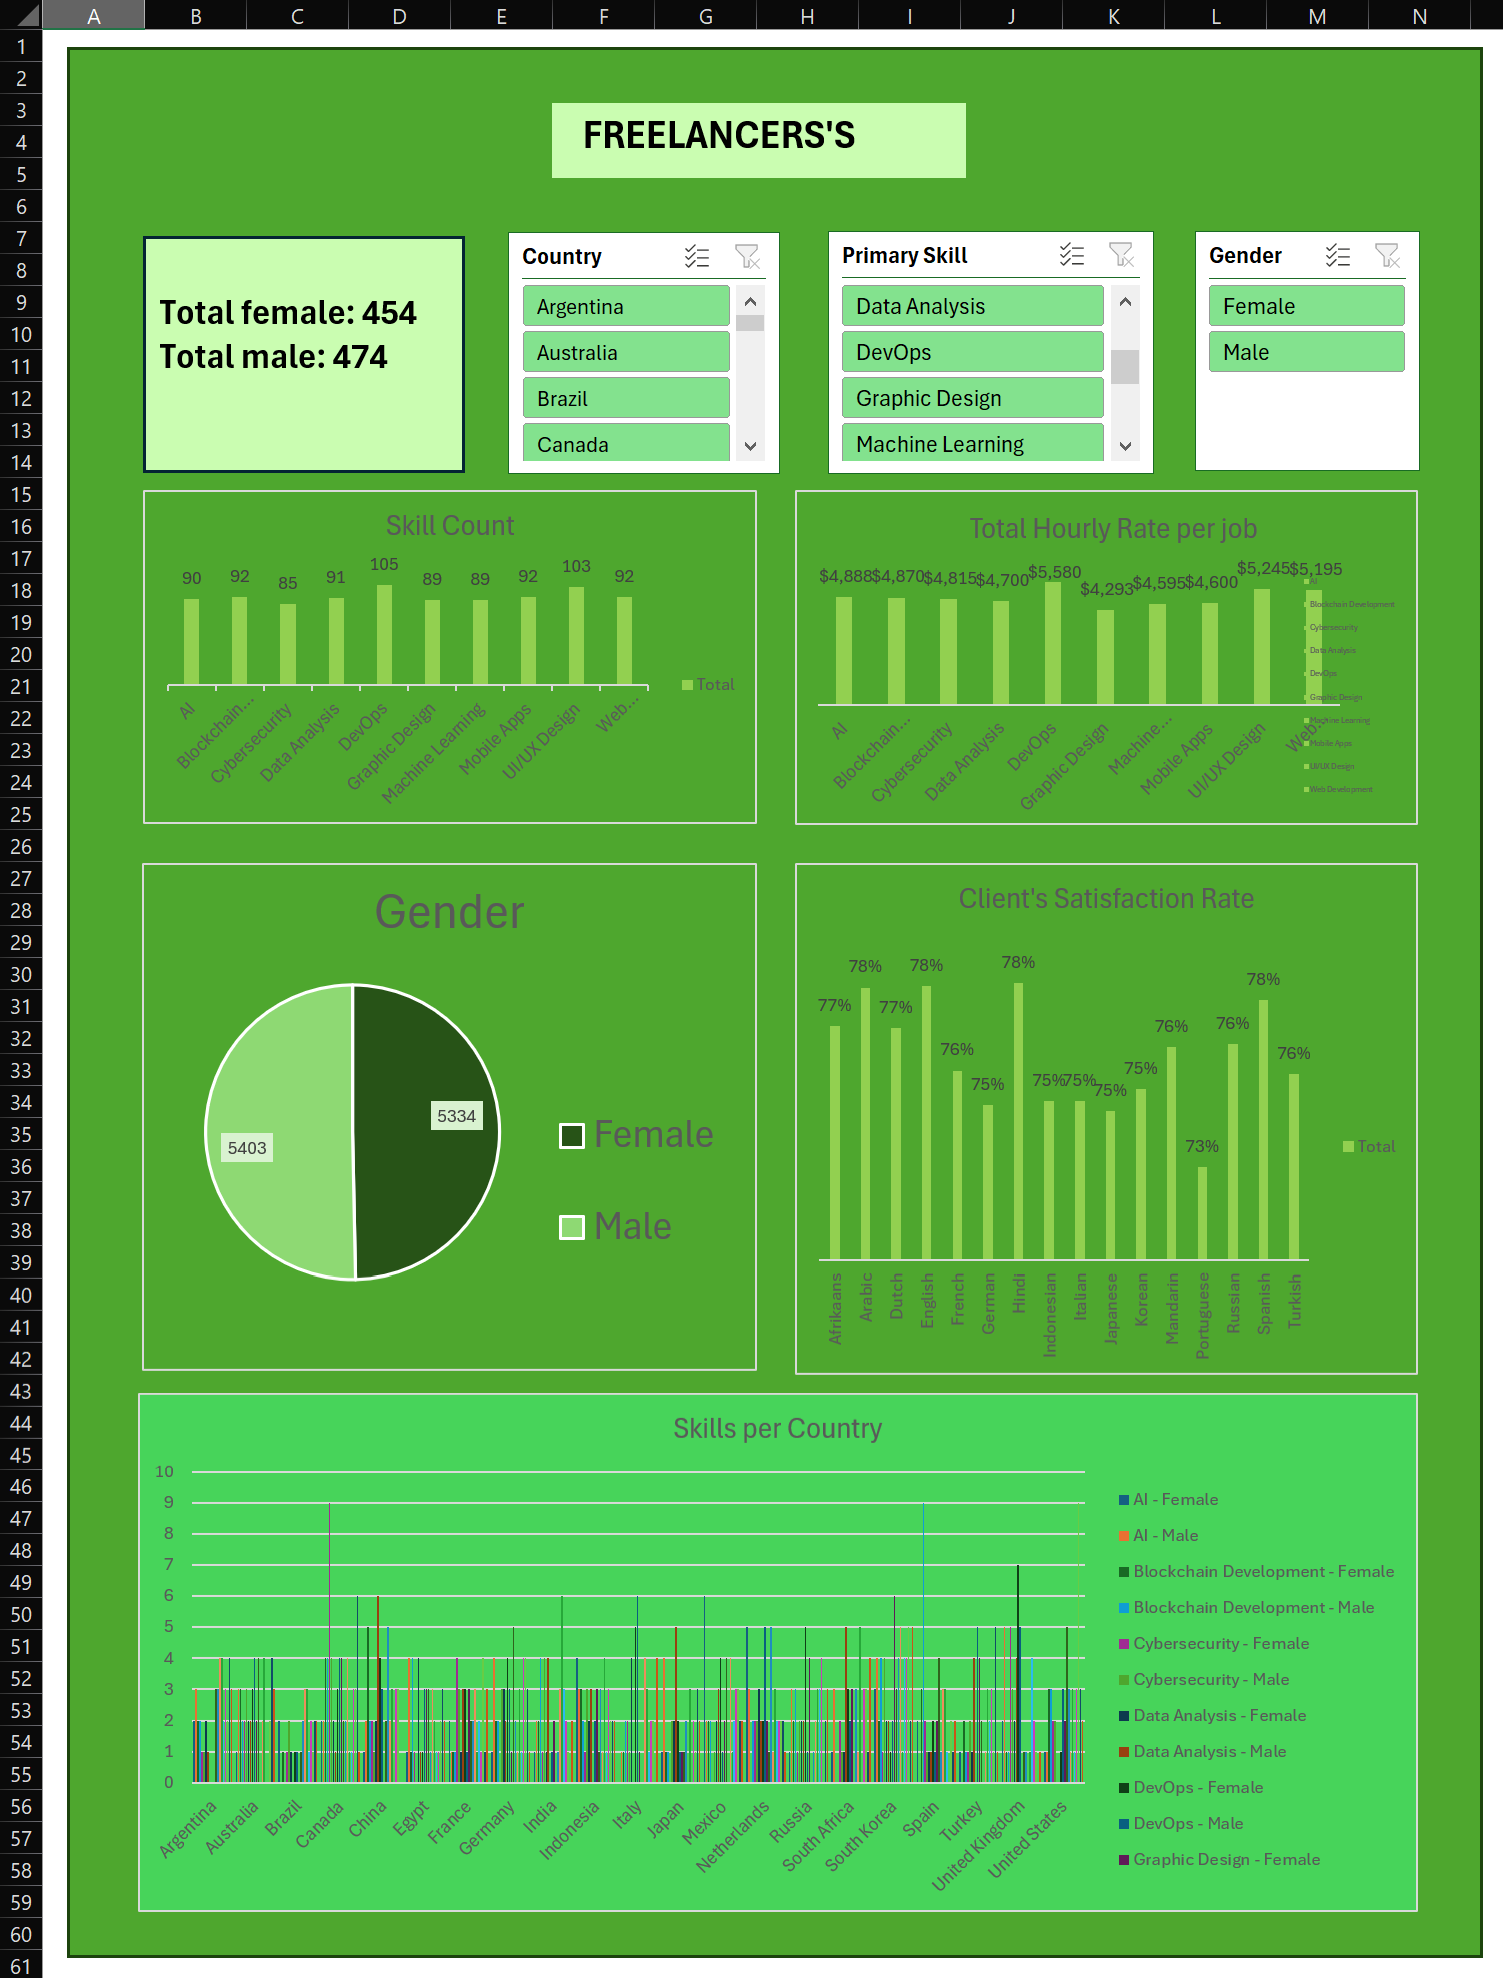 A B C D E F G H I J K L M N
1
2
3
4
5
6
7
8
9
10
11
12
13
14
15
16
17
18
19
20
21
22
23
24
25
26
27
28
29
30
31
32
33
34
35
36
37
38
39
40
41
42
43
44
45
46
47
48
49
50
51
52
53
54
55
56
57
58
59
60
61
FREELANCERS'S
Total female: 454
Total male: 474
Country
Argentina
Australia
Brazil
Canada
Primary Skill
Data Analysis
DevOps
Graphic Design
Machine Learning
Gender
Female
Male
Skill Count
90 92 85 91 105 89 89 92 103 92
AI Blockchain... Cybersecurity Data Analysis DevOps Graphic Design Machine Learning Mobile Apps UI/UX Design Web...
Total
Total Hourly Rate per job
$4,888 $4,870 $4,815 $4,700 $5,580 $4,293 $4,595 $4,600 $5,245 $5,195
AI Blockchain... Cybersecurity Data Analysis DevOps Graphic Design Machine... Mobile Apps UI/UX Design Web...
AI
Blockchain Development
Cybersecurity
Data Analysis
DevOps
Graphic Design
Machine Learning
Mobile Apps
UI/UX Design
Web Development
Gender
5403 5334
Female
Male
Client's Satisfaction Rate
77% 78% 77% 78% 76% 75% 78% 75% 75% 75% 75% 76% 73% 76% 78% 76%
Afrikaans Arabic Dutch English French German Hindi Indonesian Italian Japanese Korean Mandarin Portuguese Russian Spanish Turkish
Total
Skills per Country
10
9
8
7
6
5
4
3
2
1
0
Argentina Australia Brazil Canada China Egypt France Germany India Indonesia Italy Japan Mexico Netherlands Russia South Africa South Korea Spain Turkey United Kingdom United States
AI - Female
AI - Male
Blockchain Development - Female
Blockchain Development - Male
Cybersecurity - Female
Cybersecurity - Male
Data Analysis - Female
Data Analysis - Male
DevOps - Female
DevOps - Male
Graphic Design - Female